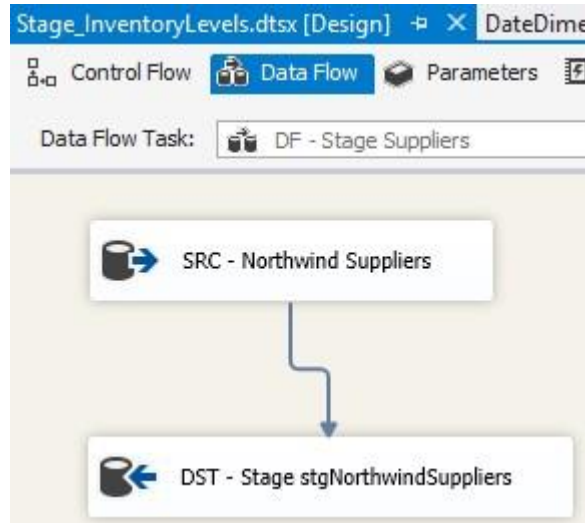 Stage_InventoryLevels.dtsx [Design] DateDime
Control Flow Data Flow Parameters
Data Flow Task: DF - Stage Suppliers
SRC - Northwind Suppliers
DST - Stage stgNorthwindSuppliers